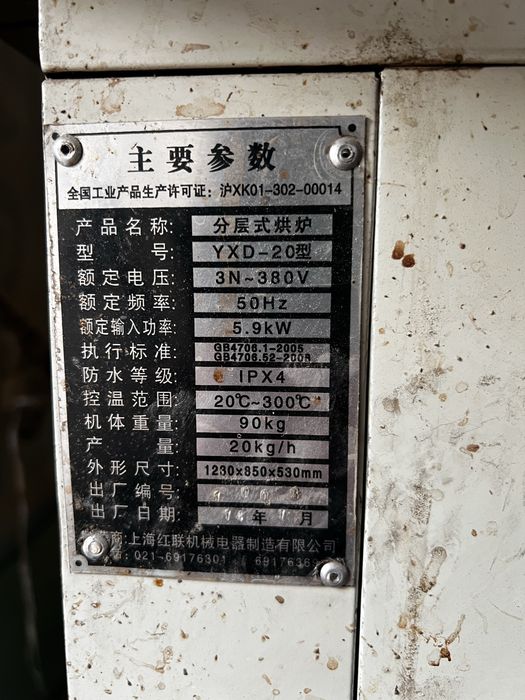 主要参数
全国工业产品生产许可证: 沪XK01-302-00014
产品名称: 分层式烘炉
型号: YXD-20型
额定电压: 3N~380V
额定频率: 50Hz
额定输入功率: 5.9kW
执行标准: GB4706.1-2005
GB4706.52-2008
防水等级: IPX4
控温范围: 20℃~300℃
机体重量: 90kg
产量: 20kg/h
外形尺寸: 1230×850×530mm
出厂编号:
出厂日期: 年 月
商: 上海红联机械电器制造有限公司
: 021-69176301